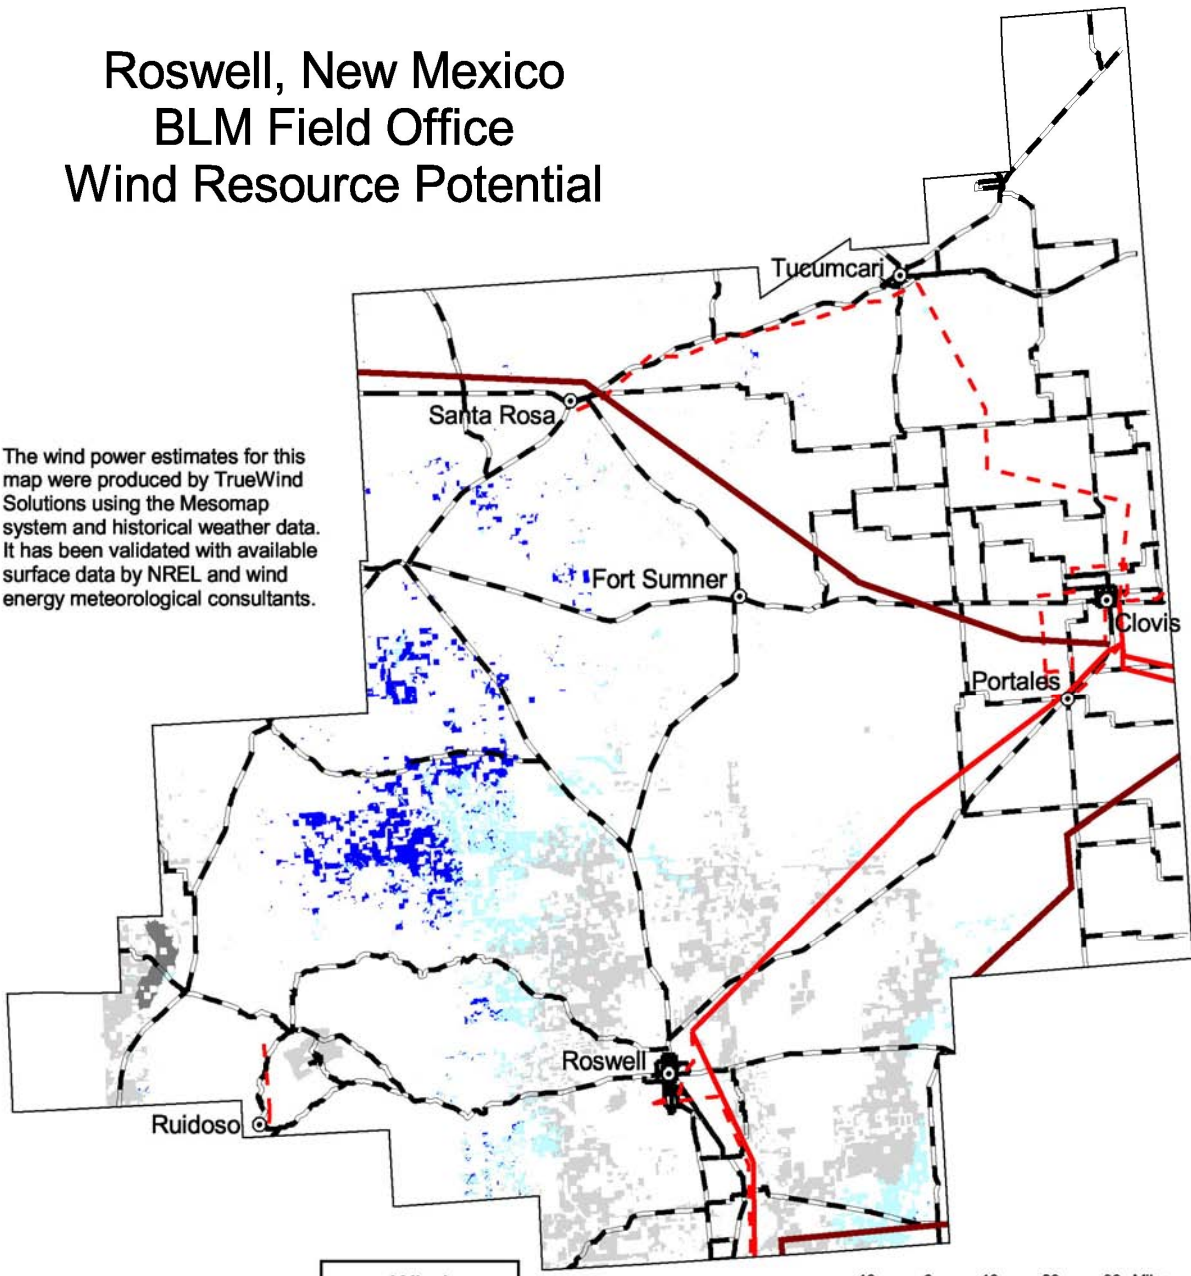 Roswell, New Mexico
BLM Field Office
Wind Resource Potential
Tucumcari
Santa Rosa
The wind power estimates for this
map were produced by TrueWind
Solutions using the Mesomap
system and historical weather data.
It has been validated with available
surface data by NREL and wind
energy meteorological consultants.
Fort Sumner
Clovis
Portales
Roswell
Ruidoso